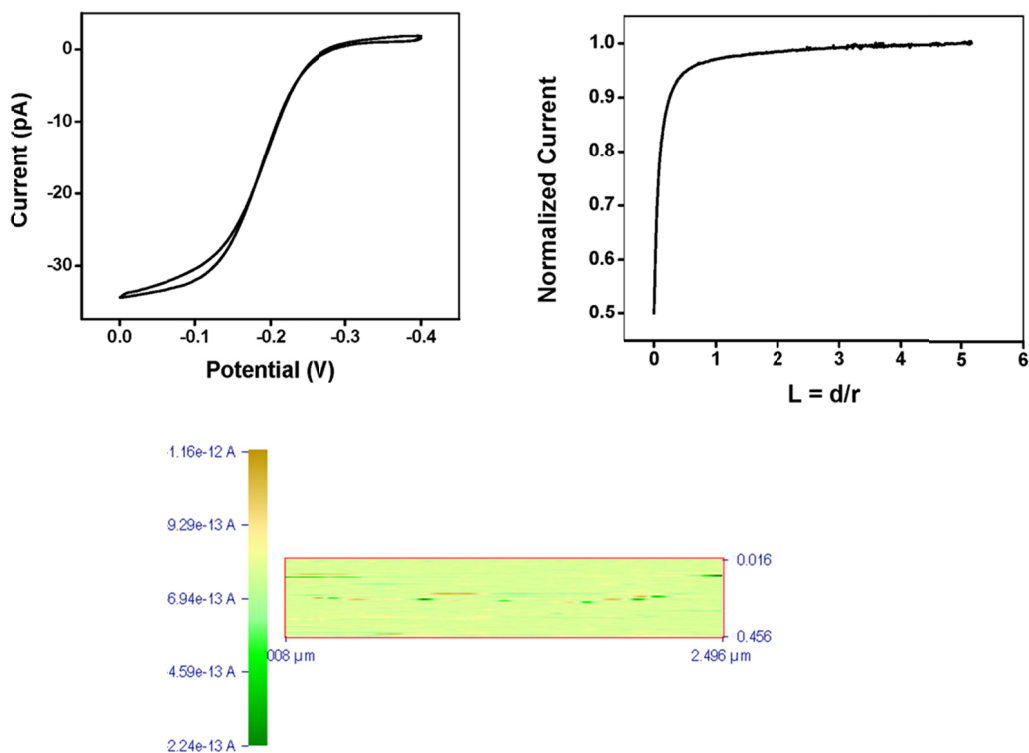 0
-10
-20
-30
Current (pA)
0.0 -0.1 -0.2 -0.3 -0.4
Potential (V)
1.0
0.9
0.8
0.7
0.6
0.5
Normalized Current
0 1 2 3 4 5 6
L = d/r
-1.16e-12 A
9.29e-13 A
6.94e-13 A
-4.59e-13 A
2.24e-13 A
0.016
0.456
008 µm 2.496 µm